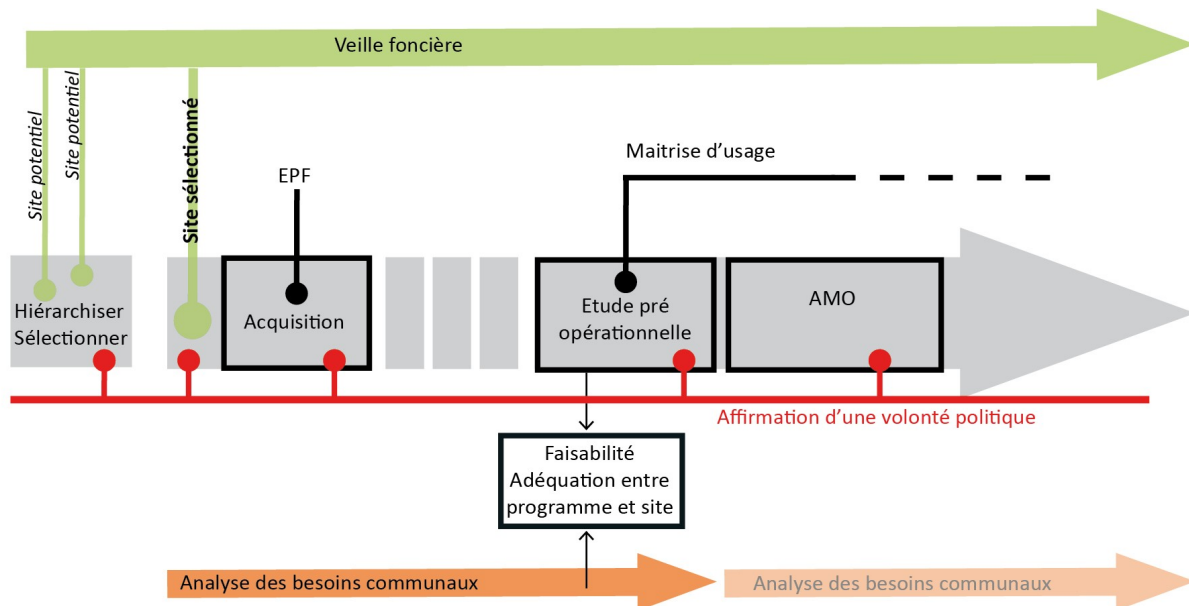 Veille foncière
Site potentiel
Site potentiel
Site sélectionné
EPF
Maitrise d'usage
Hiérarchiser
Sélectionner
Acquisition
Etude pré
opérationnelle
AMO
Affirmation d'une volonté politique
Faisabilité
Adéquation entre
programme et site
Analyse des besoins communaux
Analyse des besoins communaux